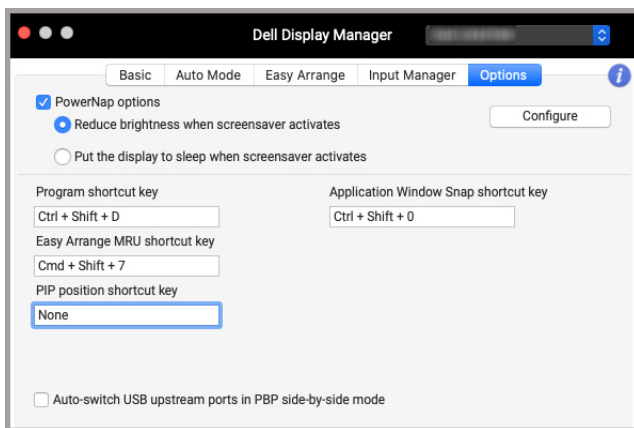 Dell Display Manager
Basic Auto Mode Easy Arrange Input Manager Options i
PowerNap options
Configure
Reduce brightness when screensaver activates
Put the display to sleep when screensaver activates
Program shortcut key
Ctrl + Shift + D
Application Window Snap shortcut key
Ctrl + Shift + 0
Easy Arrange MRU shortcut key
Cmd + Shift + 7
PIP position shortcut key
None
Auto-switch USB upstream ports in PBP side-by-side mode